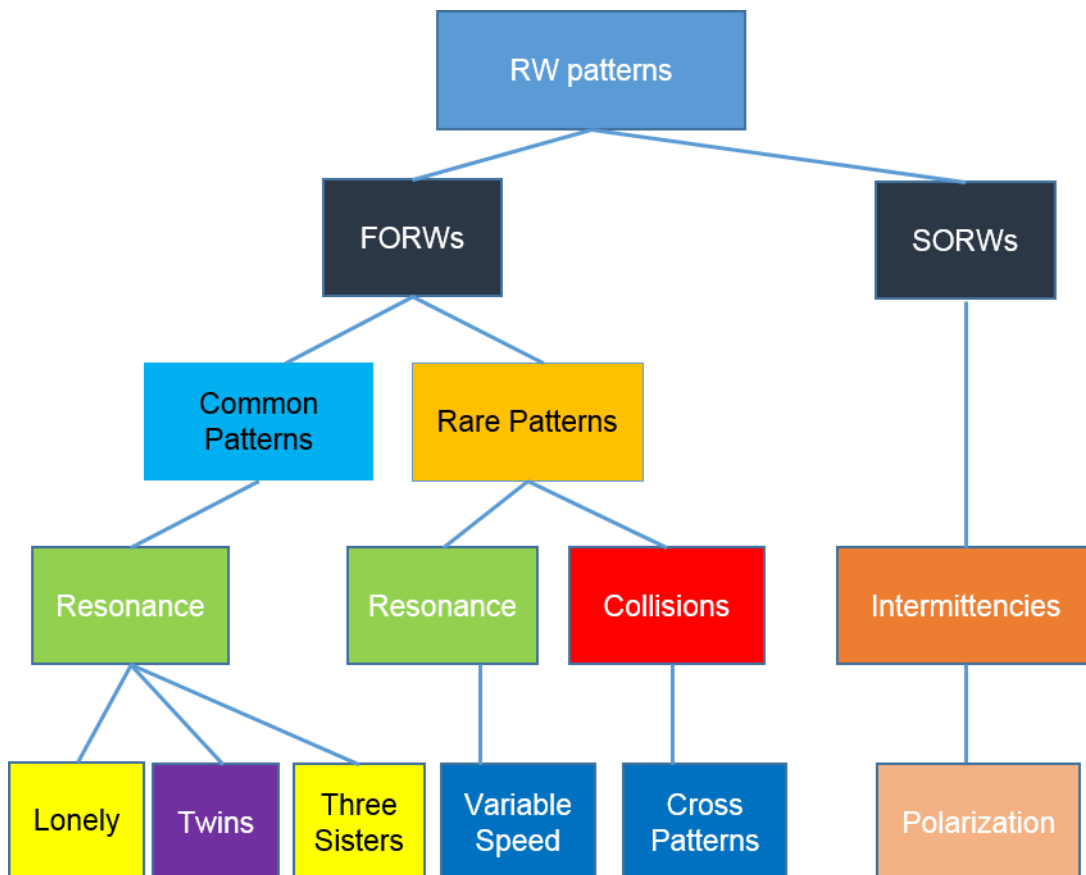 RW patterns
FORWs
SORWs
Common
Patterns
Rare Patterns
Resonance
Resonance
Collisions
Intermittencies
Lonely
Twins
Three
Sisters
Variable
Speed
Cross
Patterns
Polarization